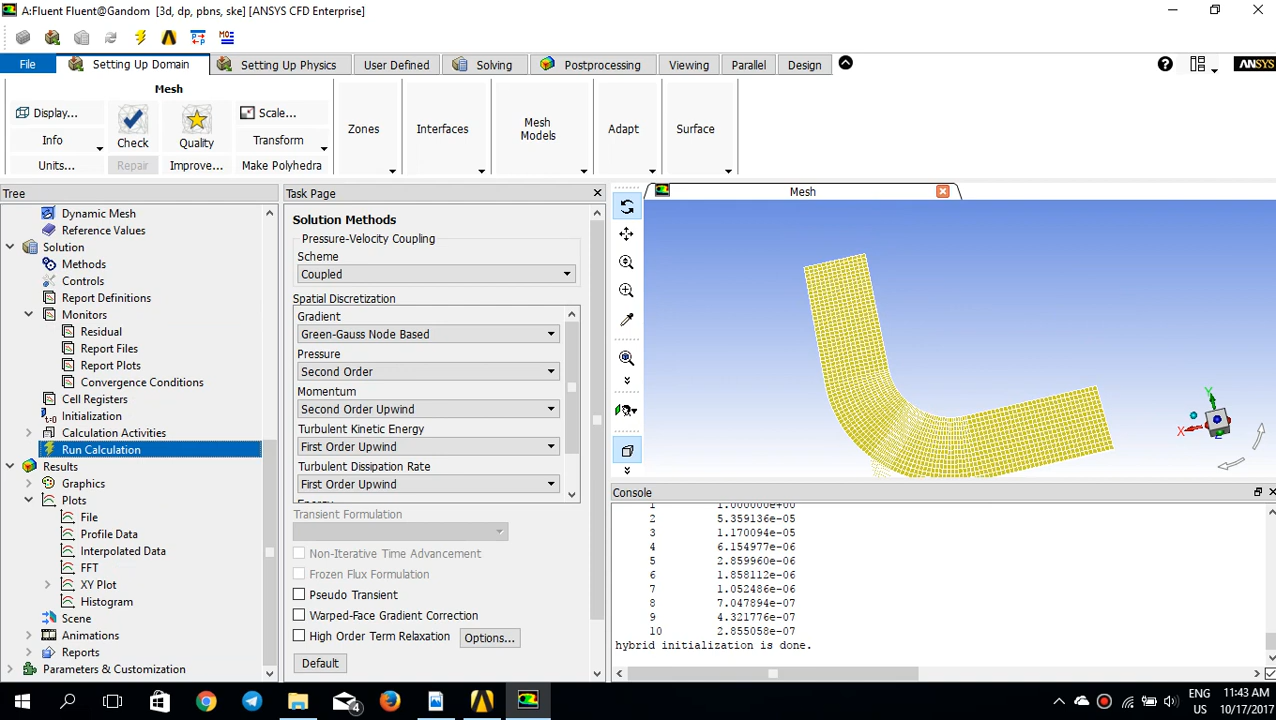 A:Fluent Fluent@Gandom [3d, dp, pbns, ske] [ANSYS CFD Enterprise]
File
Setting Up Domain
Setting Up Physics
User Defined
Solving
Postprocessing
Viewing
Parallel
Design
ANSYS
Mesh
Display...
Info
Units...
Check
Repair
Quality
Improve...
Scale...
Transform
Make Polyhedra
Zones
Interfaces
Mesh
Models
Adapt
Surface
Tree
Dynamic Mesh
Reference Values
Solution
Methods
Controls
Report Definitions
Monitors
Residual
Report Files
Report Plots
Convergence Conditions
Cell Registers
Initialization
Calculation Activities
Run Calculation
Results
Graphics
Plots
File
Profile Data
Interpolated Data
FFT
XY Plot
Histogram
Scene
Animations
Reports
Parameters & Customization
Task Page
Solution Methods
Pressure-Velocity Coupling
Scheme
Coupled
Spatial Discretization
Gradient
Green-Gauss Node Based
Pressure
Second Order
Momentum
Second Order Upwind
Turbulent Kinetic Energy
First Order Upwind
Turbulent Dissipation Rate
First Order Upwind
Energy
Transient Formulation
Non-Iterative Time Advancement
Frozen Flux Formulation
Pseudo Transient
Warped-Face Gradient Correction
High Order Term Relaxation
Options...
Default
Mesh
Y
X
Z
Console
1 1.000000e+00
2 5.359136e-05
3 1.170094e-05
4 6.154977e-06
5 2.859960e-06
6 1.858112e-06
7 1.052486e-06
8 7.047894e-07
9 4.321776e-07
10 2.855058e-07
hybrid initialization is done.
4
ENG
US
11:43 AM
10/17/2017